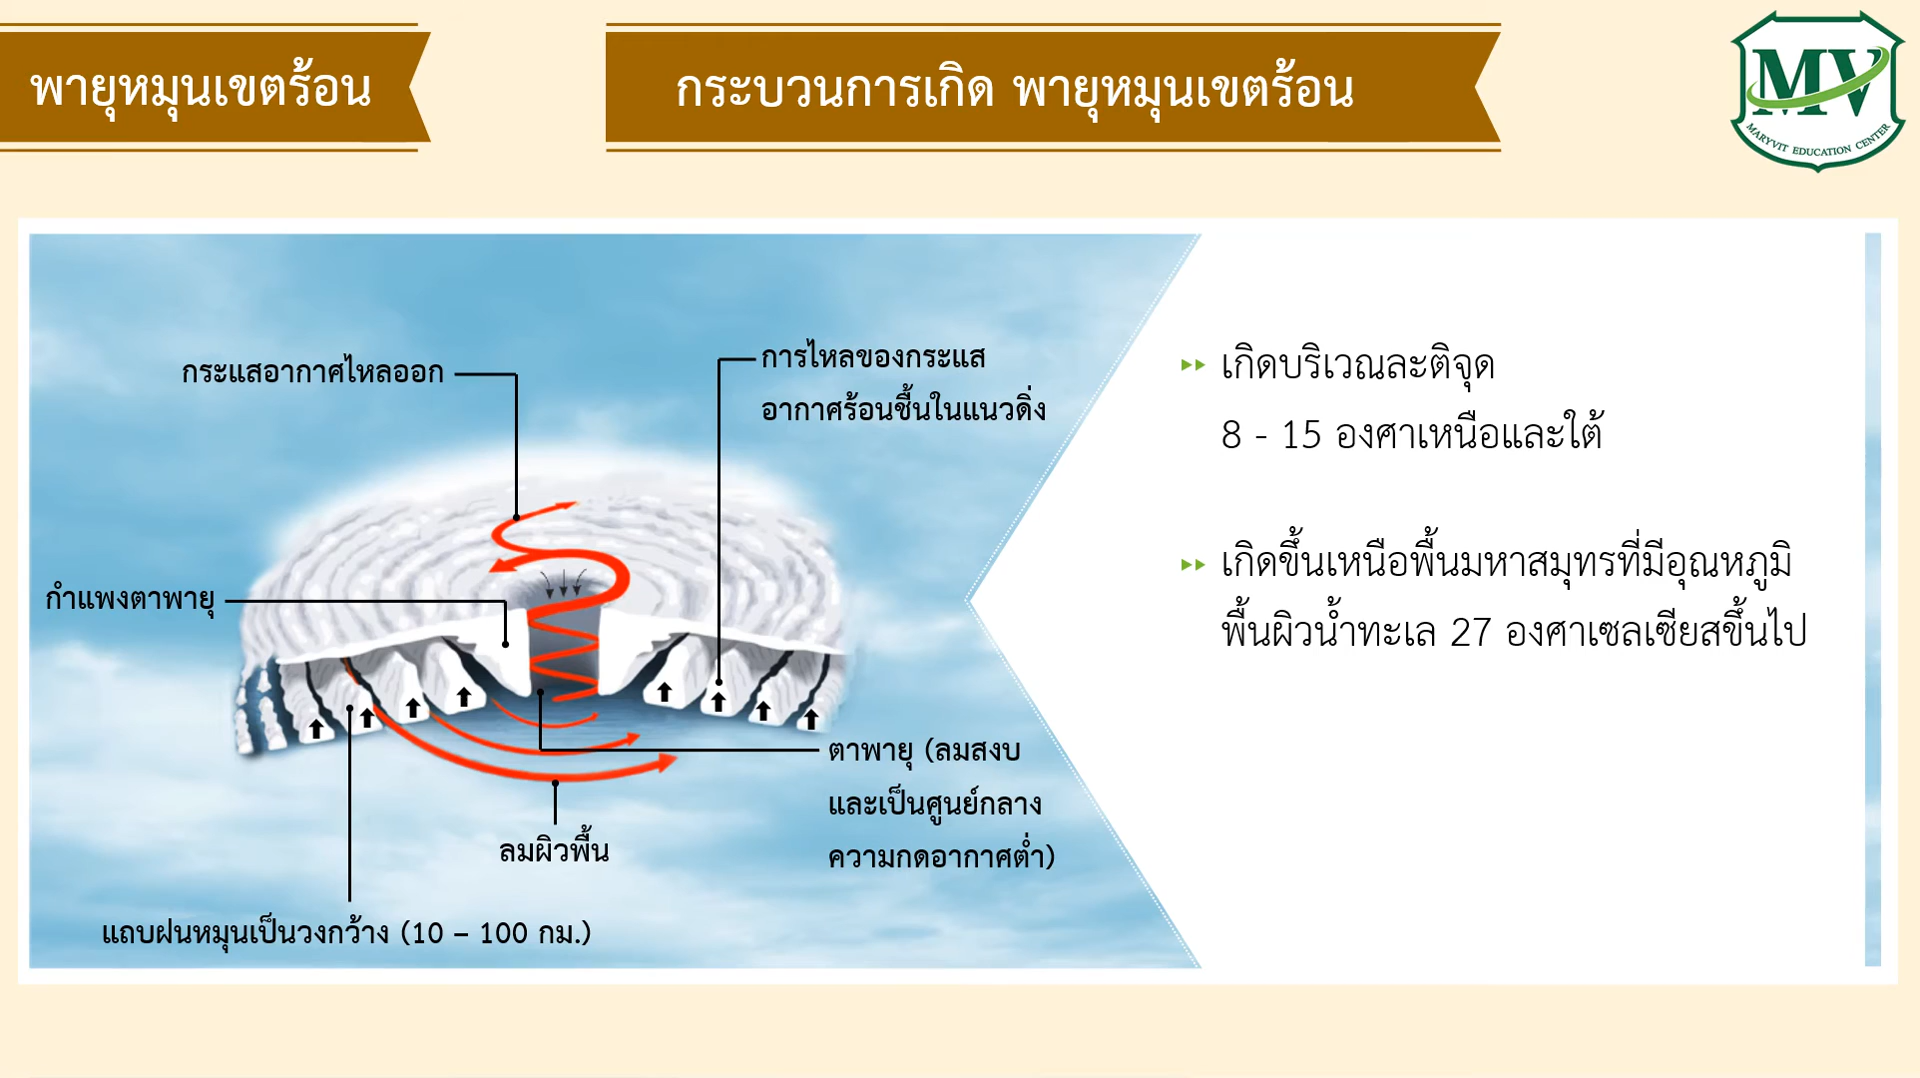 พายุหมุนเขตร้อน
กระบวนการเกิด พายุหมุนเขตร้อน
MV
MARYVIT EDUCATION CENTER
กระแสอากาศไหลออก
การไหลของกระแส
อากาศร้อนชื้นในแนวดิ่ง
กำแพงตาพายุ
ตาพายุ (ลมสงบ
และเป็นศูนย์กลาง
ความกดอากาศต่ำ)
ลมผิวพื้น
แถบฝนหมุนเป็นวงกว้าง (10 – 100 กม.)
เกิดบริเวณละติจุด
8 - 15 องศาเหนือและใต้
เกิดขึ้นเหนือพื้นมหาสมุทรที่มีอุณหภูมิ
พื้นผิวน้ำทะเล 27 องศาเซลเซียสขึ้นไป